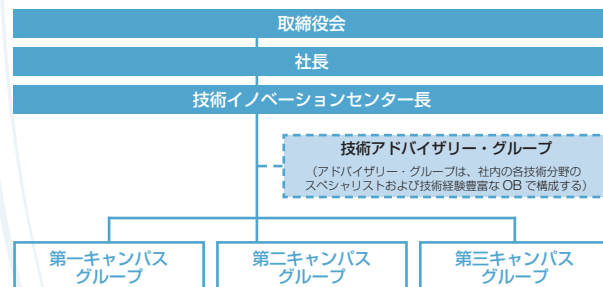 取締役会
社長
技術イノベーションセンター長
技術アドバイザリー・グループ
（アドバイザリー・グループは、社内の各技術分野の
スペシャリストおよび技術経験豊富な OB で構成する）
第一キャンパス
グループ
第二キャンパス
グループ
第三キャンパス
グループ